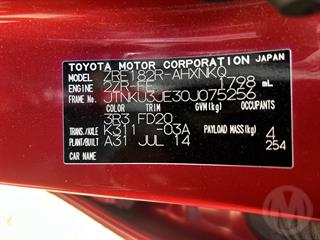 TOYOTA MOTOR CORPORATION JAPAN
MODEL ZRE182R-AHXNKQ
ENGINE 2ZR-FE 1798 mL
FRAME JTNKU3JE30J075256
COLOR TRIM GVM(kg) OCCUPANTS
3R3 FD20
TRANS./AXLE K311 -03A PAYLOAD MASS(kg) 4
PLANT/BUILT A31 JUL 14 254
CAR NAME
M